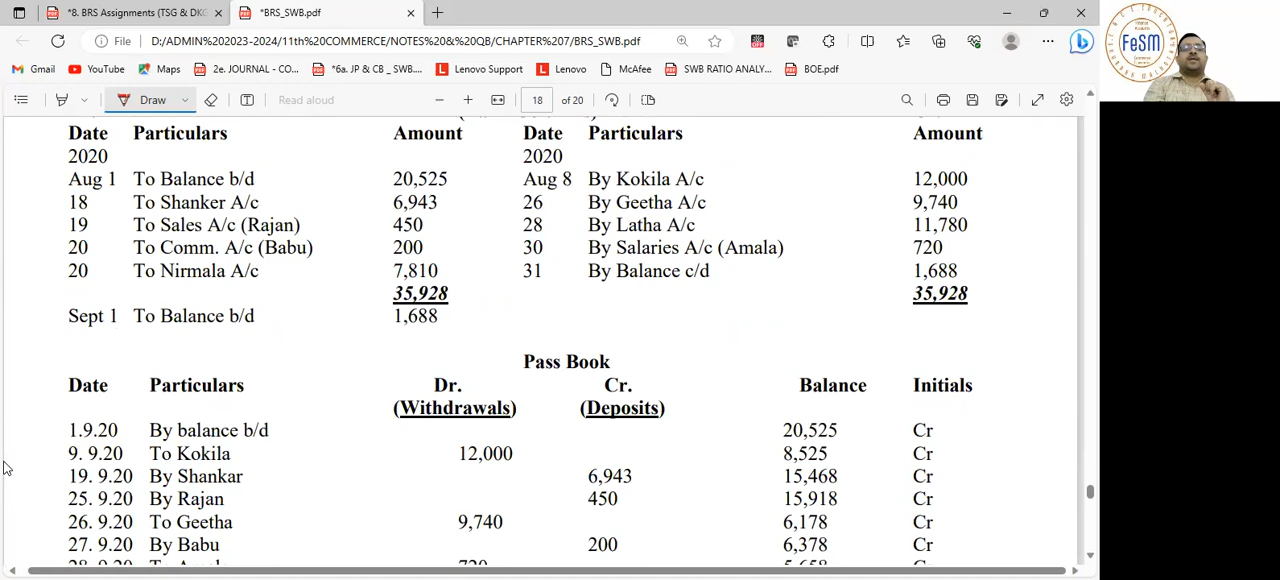 *8. BRS Assignments (TSG & DKG
*BRS_SWB.pdf
File D:/ADMIN%202023-2024/11th%20COMMERCE/NOTES%20&%20QB/CHAPTER%207/BRS_SWB.pdf
Gmail YouTube Maps 2e. JOURNAL - CO... *6a. JP & CB _ SWB.... Lenovo Support Lenovo McAfee SWB RATIO ANALY... BOE.pdf
Draw Read aloud 18 of 20
FeSM
Date Particulars Amount Date Particulars Amount
2020 2020
Aug 1 To Balance b/d 20,525 Aug 8 By Kokila A/c 12,000
18 To Shanker A/c 6,943 26 By Geetha A/c 9,740
19 To Sales A/c (Rajan) 450 28 By Latha A/c 11,780
20 To Comm. A/c (Babu) 200 30 By Salaries A/c (Amala) 720
20 To Nirmala A/c 7,810 31 By Balance c/d 1,688
35,928 35,928
Sept 1 To Balance b/d 1,688
Pass Book
Date Particulars Dr. Cr. Balance Initials
(Withdrawals) (Deposits)
1.9.20 By balance b/d 20,525 Cr
9. 9.20 To Kokila 12,000 8,525 Cr
19. 9.20 By Shankar 6,943 15,468 Cr
25. 9.20 By Rajan 450 15,918 Cr
26. 9.20 To Geetha 9,740 6,178 Cr
27. 9.20 By Babu 200 6,378 Cr